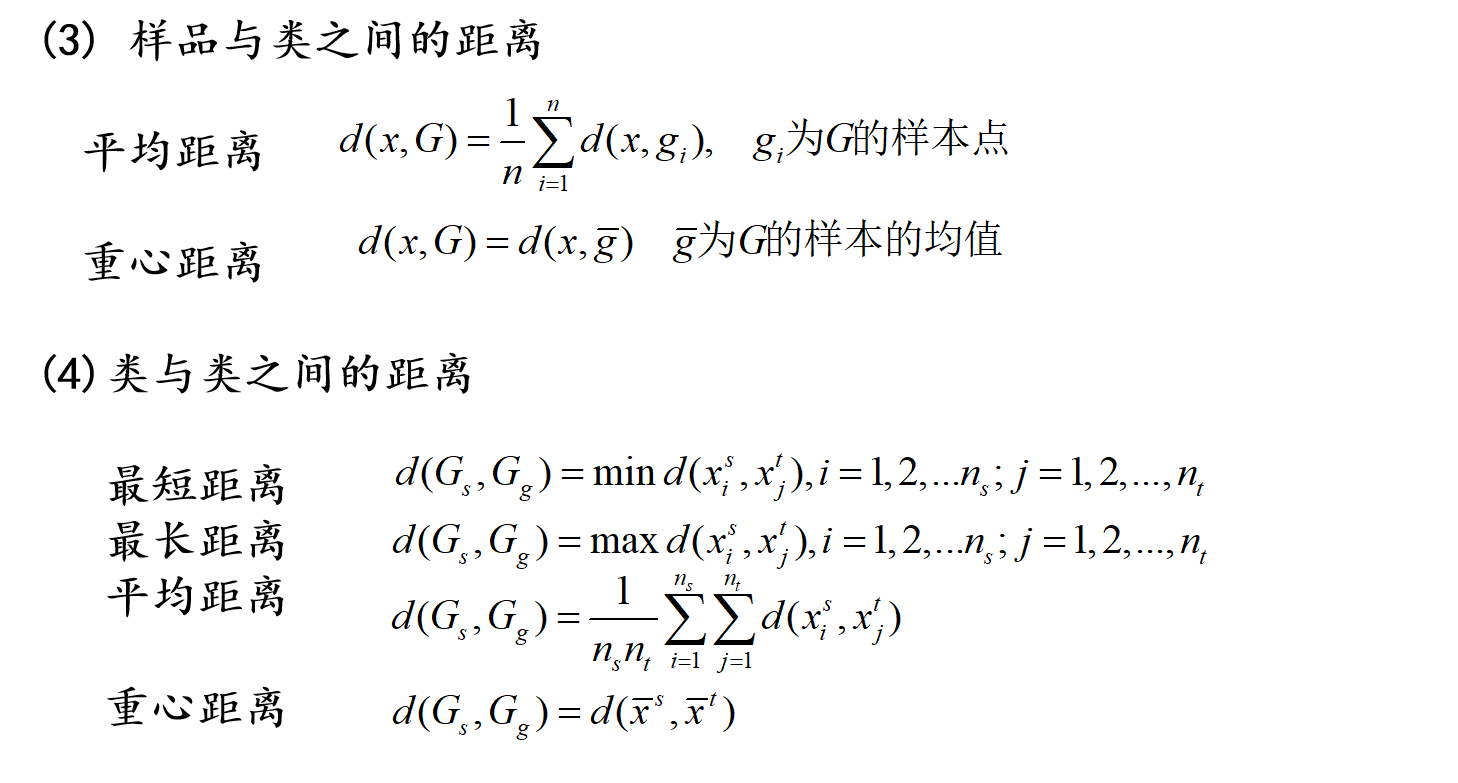 (3) 样品与类之间的距离
平均距离 d(x,G) = \frac{1}{n}\sum_{i=1}^{n} d(x,g_i), g_i为G的样本点
重心距离 d(x,G) = d(x,\bar{g}) \bar{g}为G的样本的均值
(4) 类与类之间的距离
最短距离 d(G_s,G_g) = min d(x_i^s,x_j^t), i = 1,2,...n_s; j = 1,2,...,n_t
最长距离 d(G_s,G_g) = max d(x_i^s,x_j^t), i = 1,2,...n_s; j = 1,2,...,n_t
平均距离 d(G_s,G_g) = \frac{1}{n_s n_t}\sum_{i=1}^{n_s}\sum_{j=1}^{n_t} d(x_i^s,x_j^t)
重心距离 d(G_s,G_g) = d(\bar{x}^s,\bar{x}^t)